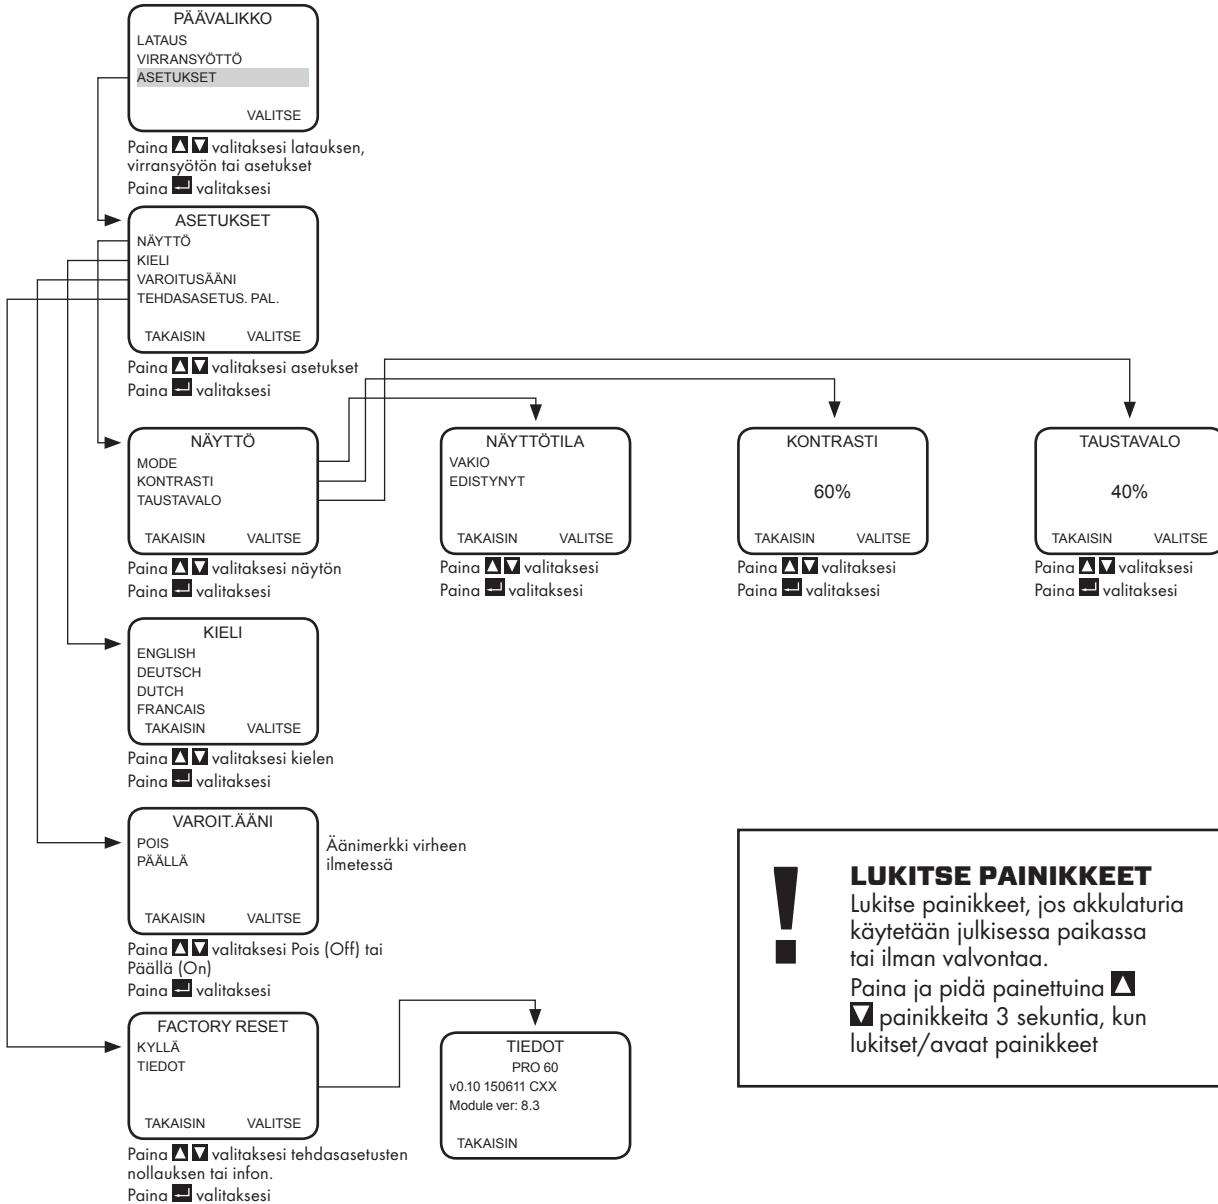 PÄÄVALIKKO
LATAUS
VIRRANSYÖTTÖ
ASETUKSET
VALITSE
Paina valitaksesi latauksen,
virransyötön tai asetukset
Paina valitaksesi
ASETUKSET
NÄYTTÖ
KIELI
VAROITUSÄÄNI
TEHDASASETUS. PAL.
TAKAISIN VALITSE
Paina valitaksesi asetukset
Paina valitaksesi
NÄYTTÖ
MODE
KONTRASTI
TAUSTAVALO
TAKAISIN VALITSE
Paina valitaksesi näytön
Paina valitaksesi
NÄYTTÖTILA
VAKIO
EDISTYNYT
TAKAISIN VALITSE
Paina valitaksesi
Paina valitaksesi
KONTRASTI
60%
TAKAISIN VALITSE
Paina valitaksesi
Paina valitaksesi
TAUSTAVALO
40%
TAKAISIN VALITSE
Paina valitaksesi
Paina valitaksesi
KIELI
ENGLISH
DEUTSCH
DUTCH
FRANCAIS
TAKAISIN VALITSE
Paina valitaksesi kielen
Paina valitaksesi
VAROIT.ÄÄNI
POIS
PÄÄLLÄ
TAKAISIN VALITSE
Äänimerkki virheen
ilmetessä
Paina valitaksesi Pois (Off) tai
Päällä (On)
Paina valitaksesi
FACTORY RESET
KYLLÄ
TIEDOT
TAKAISIN VALITSE
Paina valitaksesi tehdasasetusten
nollauksen tai infon.
Paina valitaksesi
TIEDOT
PRO 60
v0.10 150611 CXX
Module ver: 8.3
TAKAISIN
!
LUKITSE PAINIKKEET
Lukitse painikkeet, jos akkulaturia
käytetään julkisessa paikassa
tai ilman valvontaa.
Paina ja pidä painettuina
painikkeita 3 sekuntia, kun
lukitset/avaat painikkeet